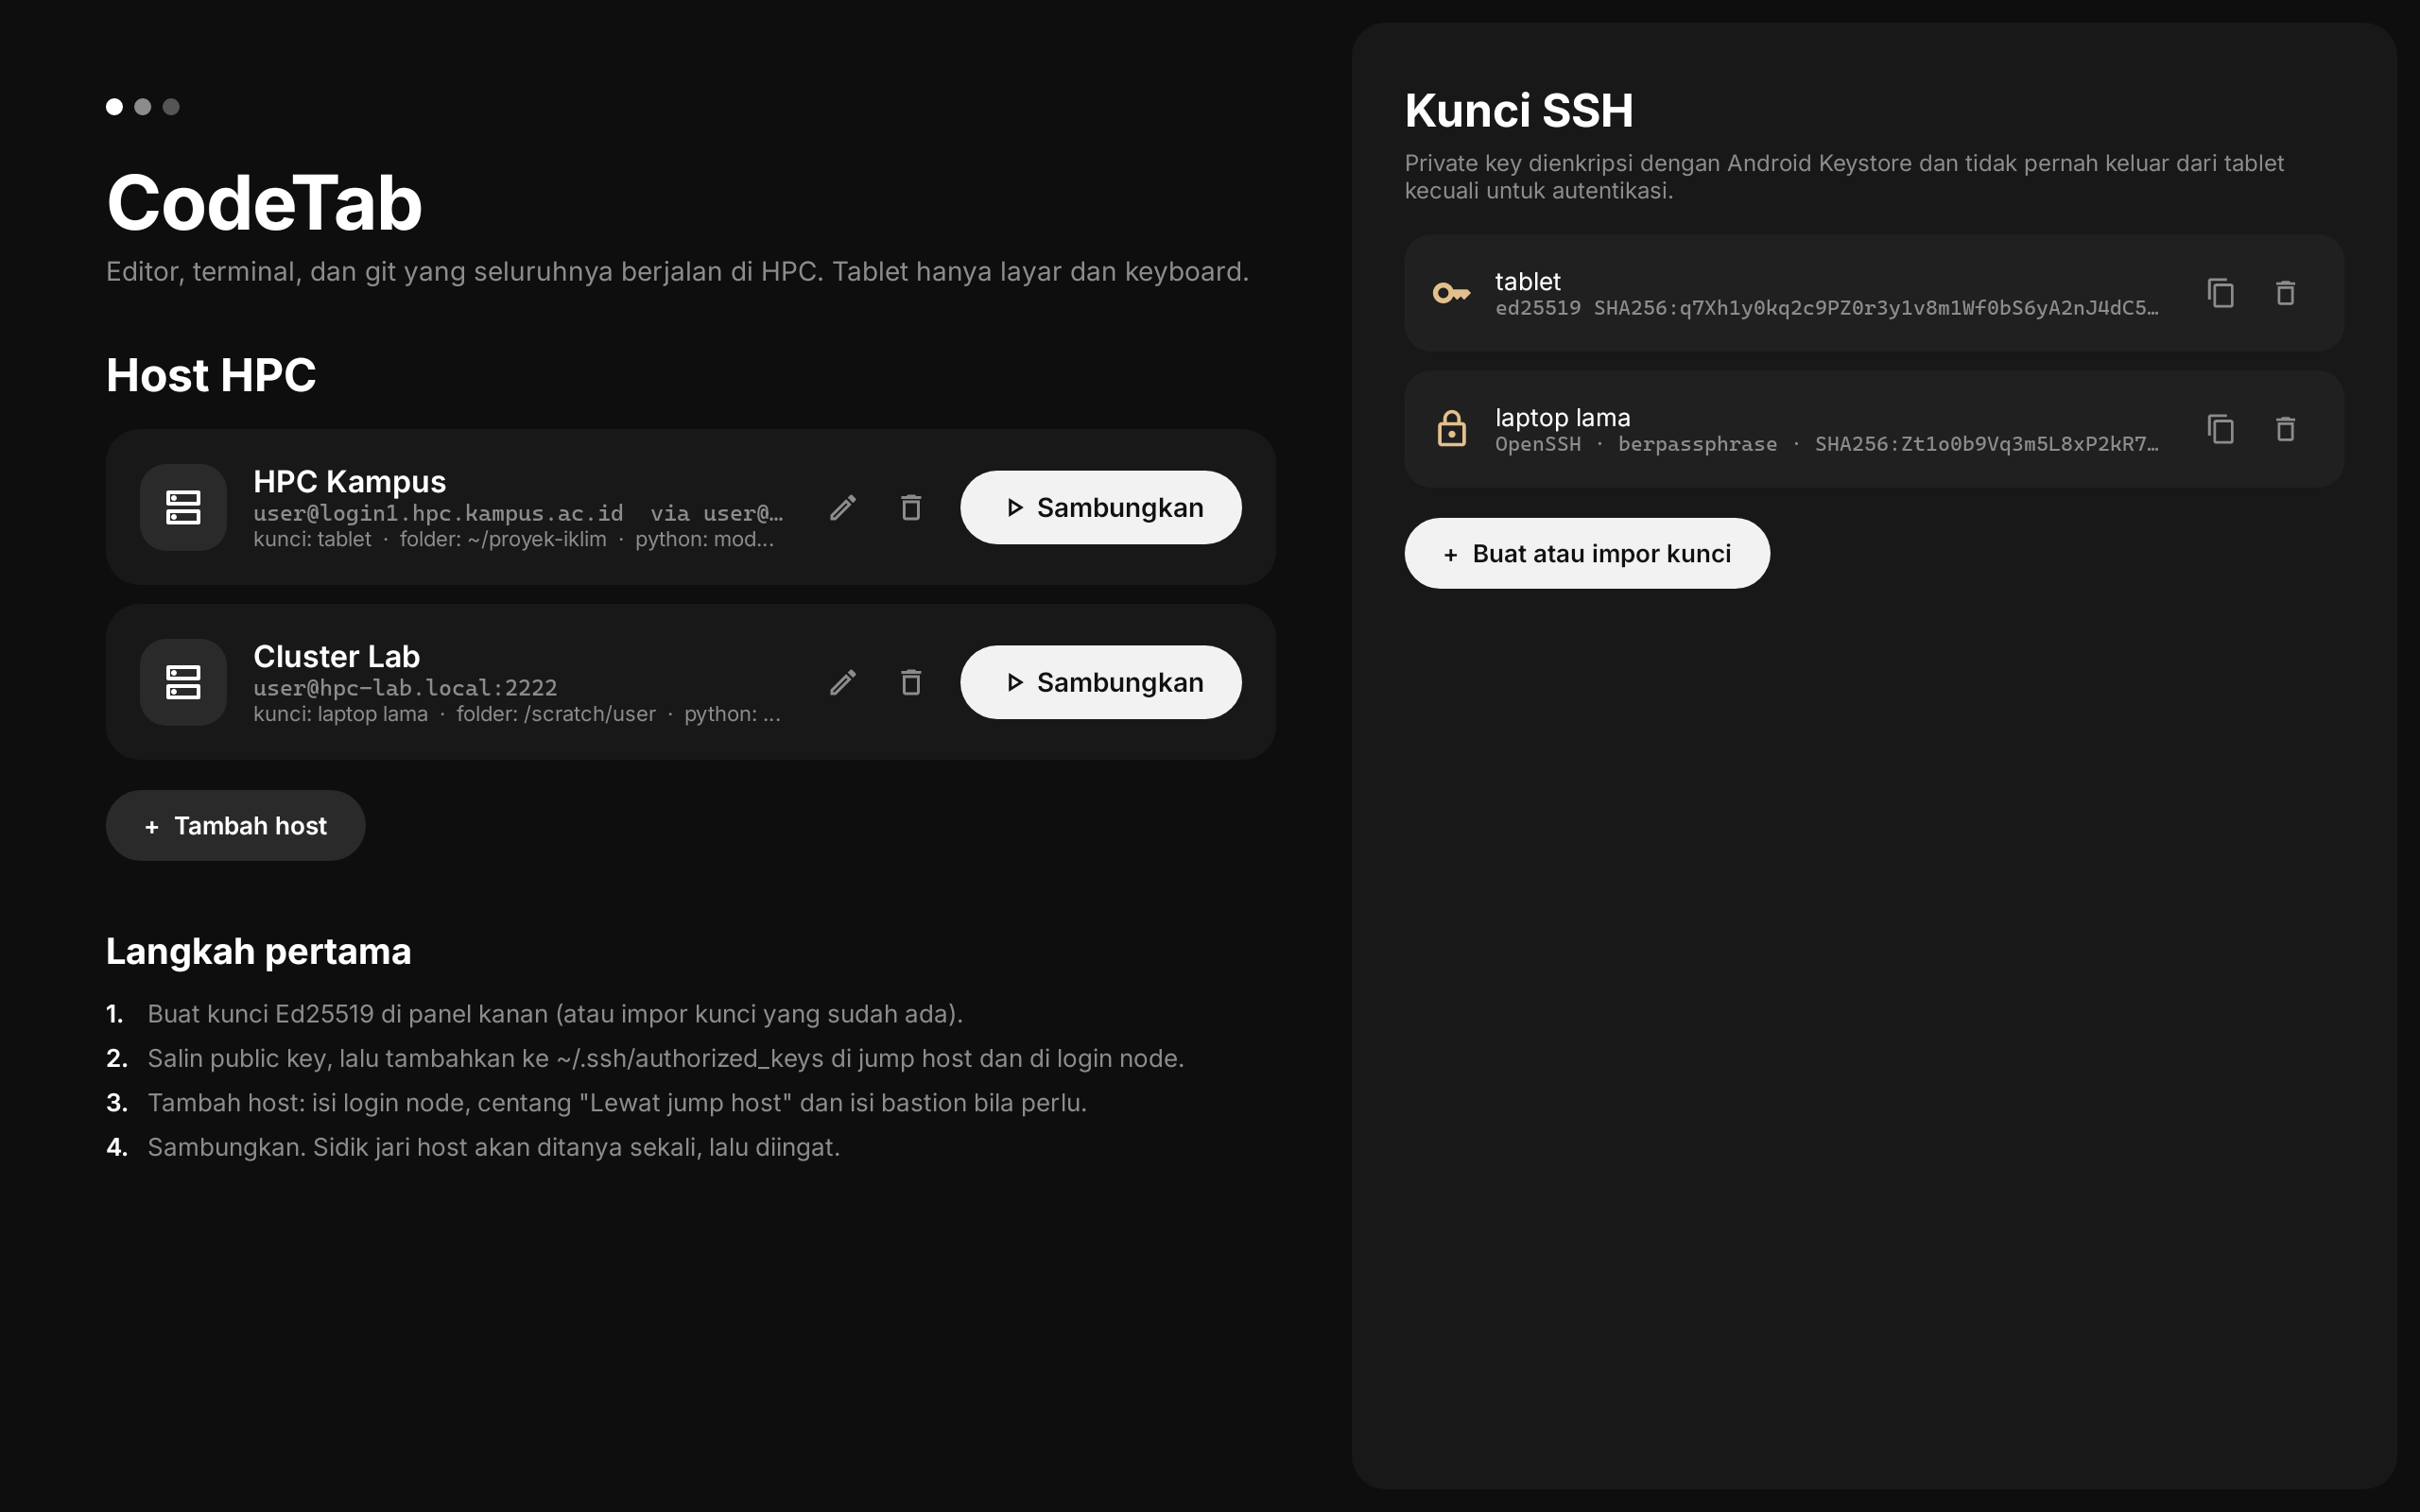 CodeTab
Editor, terminal, dan git yang seluruhnya berjalan di HPC. Tablet hanya layar dan keyboard.
Host HPC
HPC Kampus
user@login1.hpc.kampus.ac.id via user@…
kunci: tablet · folder: ~/proyek-iklim · python: mod…
Sambungkan
Cluster Lab
user@hpc-lab.local:2222
kunci: laptop lama · folder: /scratch/user · python: …
Sambungkan
+ Tambah host
Langkah pertama
1. Buat kunci Ed25519 di panel kanan (atau impor kunci yang sudah ada).
2. Salin public key, lalu tambahkan ke ~/.ssh/authorized_keys di jump host dan di login node.
3. Tambah host: isi login node, centang "Lewat jump host" dan isi bastion bila perlu.
4. Sambungkan. Sidik jari host akan ditanya sekali, lalu diingat.
Kunci SSH
Private key dienkripsi dengan Android Keystore dan tidak pernah keluar dari tablet
kecuali untuk autentikasi.
tablet
ed25519 SHA256:q7Xh1y0kq2c9PZ0r3y1v8m1Wf0bS6yA2nJ4dC5…
laptop lama
OpenSSH · berpassphrase · SHA256:Zt1o0b9Vq3m5L8xP2kR7…
+ Buat atau impor kunci